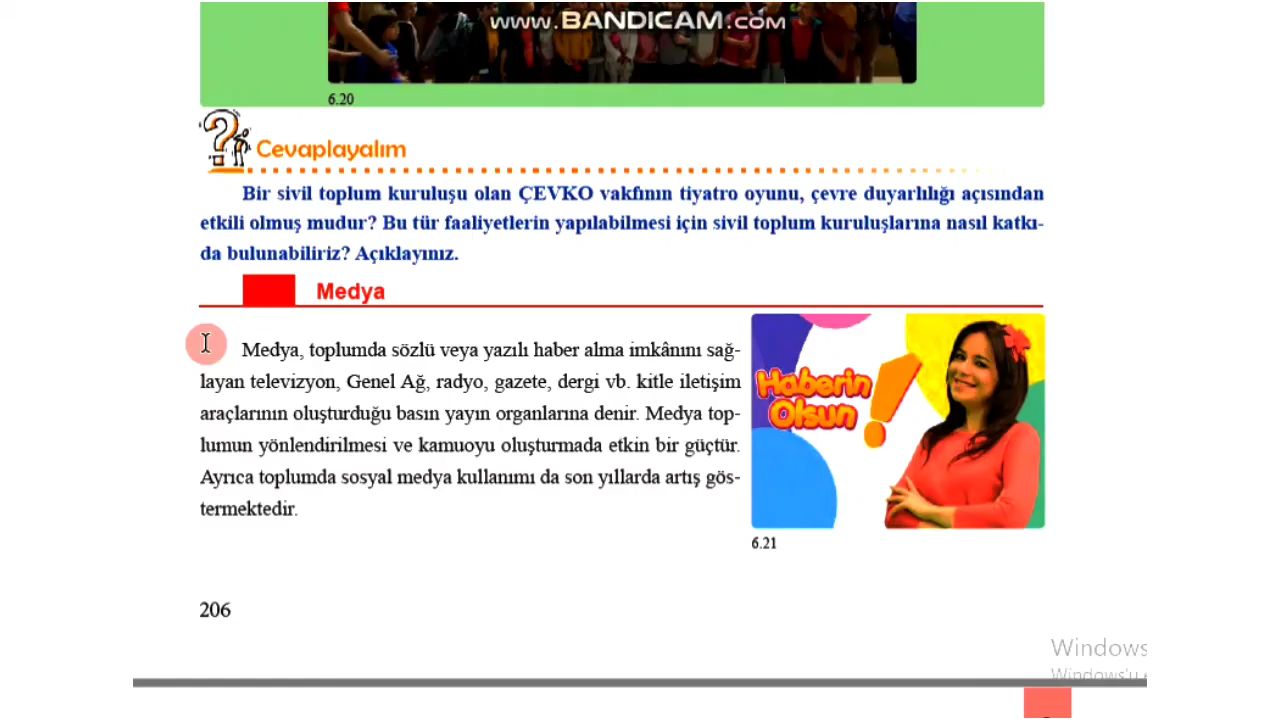 www.BANDICAM.com
6.20
Cevaplayalım
Bir sivil toplum kuruluşu olan ÇEVKO vakfının tiyatro oyunu, çevre duyarlılığı açısından
etkili olmuş mudur? Bu tür faaliyetlerin yapılabilmesi için sivil toplum kuruluşlarına nasıl katkı-
da bulunabiliriz? Açıklayınız.
Medya
Medya, toplumda sözlü veya yazılı haber alma imkânını sağ-
layan televizyon, Genel Ağ, radyo, gazete, dergi vb. kitle iletişim
araçlarının oluşturduğu basın yayın organlarına denir. Medya top-
lumun yönlendirilmesi ve kamuoyu oluşturmada etkin bir güçtür.
Ayrıca toplumda sosyal medya kullanımı da son yıllarda artış gös-
termektedir.
Haberin
Olsun
6.21
206
Windows
Windows'u